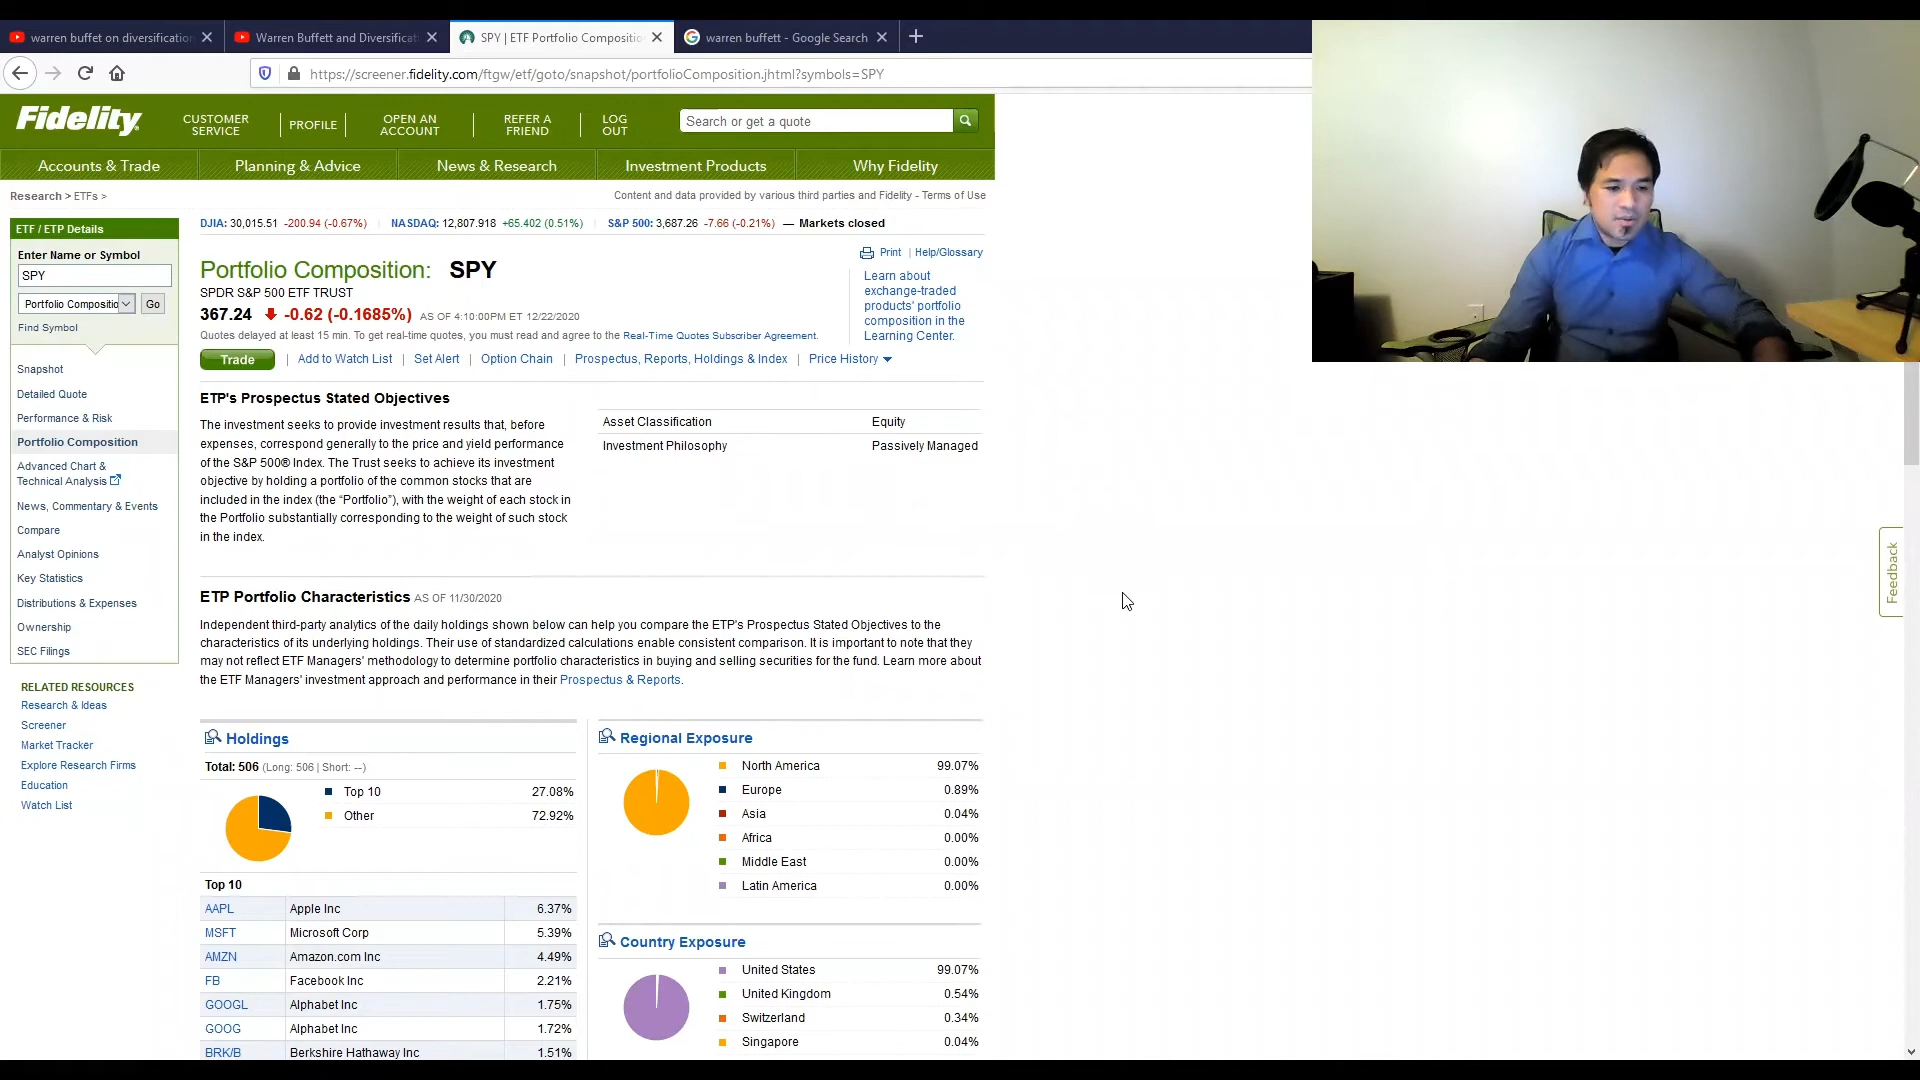 warren buffet on diversification
Warren Buffett and Diversificat
SPY | ETF Portfolio Compositio
warren buffett - Google Search
https://screener.fidelity.com/ftgw/etf/goto/snapshot/portfolioComposition.jhtml?symbols=SPY
Fidelity
CUSTOMER SERVICE
PROFILE
OPEN AN ACCOUNT
REFER A FRIEND
LOG OUT
Search or get a quote
Accounts & Trade
Planning & Advice
News & Research
Investment Products
Why Fidelity
Research > ETFs >
Content and data provided by various third parties and Fidelity - Terms of Use
DJIA: 30,015.51 -200.94 (-0.67%) NASDAQ: 12,807.918 +65.402 (0.51%) S&P 500: 3,687.26 -7.66 (-0.21%) — Markets closed
ETF / ETP Details
Enter Name or Symbol
SPY
Portfolio Compositio
Go
Find Symbol
Snapshot
Detailed Quote
Performance & Risk
Portfolio Composition
Advanced Chart &
Technical Analysis
News, Commentary & Events
Compare
Analyst Opinions
Key Statistics
Distributions & Expenses
Ownership
SEC Filings
RELATED RESOURCES
Research & Ideas
Screener
Market Tracker
Explore Research Firms
Education
Watch List
Print | Help/Glossary
Portfolio Composition: SPY
SPDR S&P 500 ETF TRUST
367.24 -0.62 (-0.1685%) AS OF 4:10:00PM ET 12/22/2020
Quotes delayed at least 15 min. To get real-time quotes, you must read and agree to the Real-Time Quotes Subscriber Agreement.
Learn about
exchange-traded
products' portfolio
composition in the
Learning Center.
Trade | Add to Watch List | Set Alert | Option Chain | Prospectus, Reports, Holdings & Index | Price History
ETP's Prospectus Stated Objectives
The investment seeks to provide investment results that, before
expenses, correspond generally to the price and yield performance
of the S&P 500® Index. The Trust seeks to achieve its investment
objective by holding a portfolio of the common stocks that are
included in the index (the “Portfolio”), with the weight of each stock in
the Portfolio substantially corresponding to the weight of such stock
in the index.
Asset Classification Equity
Investment Philosophy Passively Managed
ETP Portfolio Characteristics AS OF 11/30/2020
Independent third-party analytics of the daily holdings shown below can help you compare the ETP's Prospectus Stated Objectives to the
characteristics of its underlying holdings. Their use of standardized calculations enable consistent comparison. It is important to note that they
may not reflect ETF Managers' methodology to determine portfolio characteristics in buying and selling securities for the fund. Learn more about
the ETF Managers' investment approach and performance in their Prospectus & Reports.
Holdings
Total: 506 (Long: 506 | Short: --)
Top 10 27.08%
Other 72.92%
Top 10
AAPL Apple Inc 6.37%
MSFT Microsoft Corp 5.39%
AMZN Amazon.com Inc 4.49%
FB Facebook Inc 2.21%
GOOGL Alphabet Inc 1.75%
GOOG Alphabet Inc 1.72%
BRK/B Berkshire Hathaway Inc 1.51%
Regional Exposure
North America 99.07%
Europe 0.89%
Asia 0.04%
Africa 0.00%
Middle East 0.00%
Latin America 0.00%
Country Exposure
United States 99.07%
United Kingdom 0.54%
Switzerland 0.34%
Singapore 0.04%
Feedback